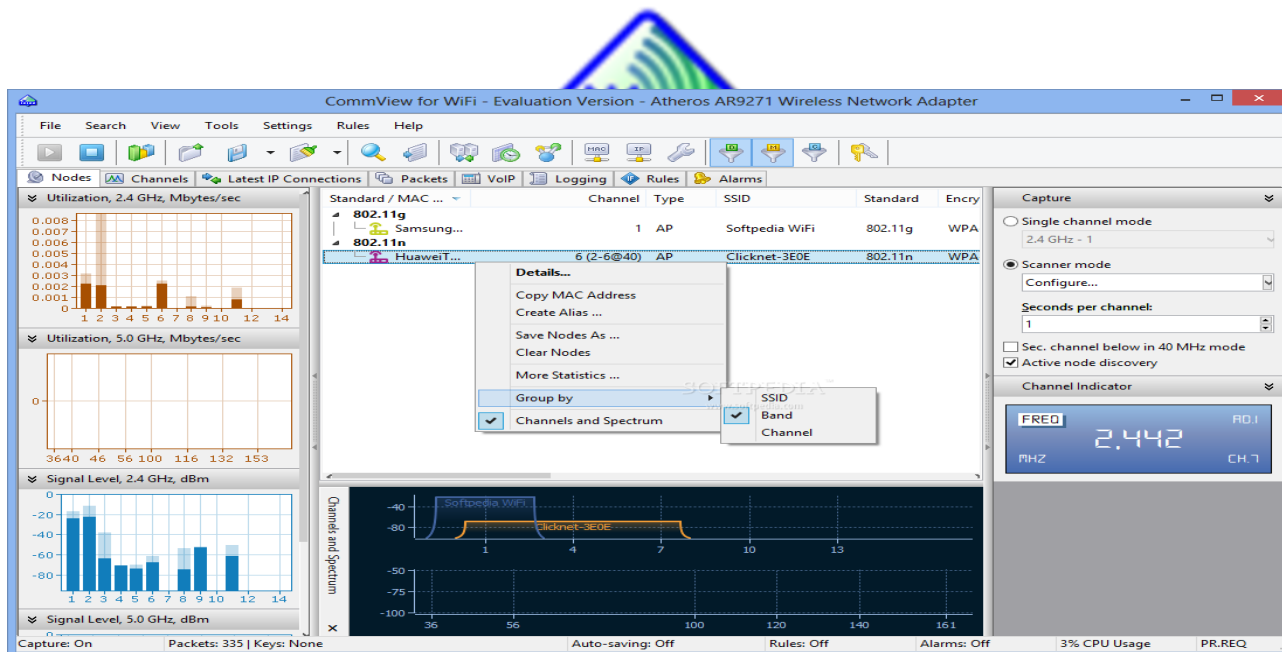 CommView for WiFi - Evaluation Version - Atheros AR9271 Wireless Network Adapter
File Search View Tools Settings Rules Help
Nodes Channels Latest IP Connections Packets VoIP Logging Rules Alarms
Utilization, 2.4 GHz, Mbytes/sec
0.008
0.007
0.006
0.005
0.004
0.003
0.002
0.001
0
1 2 3 4 5 6 7 8 9 10 12 14
Utilization, 5.0 GHz, Mbytes/sec
0
3640 46 56 100 116 132 153
Signal Level, 2.4 GHz, dBm
0
-20
-40
-60
-80
1 2 3 4 5 6 7 8 9 10 12 14
Signal Level, 5.0 GHz, dBm
Standard / MAC ... Channel Type SSID Standard Encry
802.11g
Samsung... 1 AP Softpedia WiFi 802.11g WPA
802.11n
HuaweiT... 6 (2-6@40) AP Clicknet-3E0E 802.11n WPA
Details...
Copy MAC Address
Create Alias ...
Save Nodes As ...
Clear Nodes
More Statistics ...
Group by
Channels and Spectrum
SSID
Band
Channel
SOFTPEDIA
www.softpedia.com
Channels and Spectrum
-40
-80
Softpedia WiFi
Clicknet-3E0E
1 4 7 10 13
-50
-75
-100
36 56 100 120 140 161
Capture
Single channel mode
2.4 GHz - 1
Scanner mode
Configure...
Seconds per channel:
1
Sec. channel below in 40 MHz mode
Active node discovery
Channel Indicator
FREQ AD.1
2.442
MHZ CH.7
Capture: On Packets: 335 | Keys: None Auto-saving: Off Rules: Off Alarms: Off 3% CPU Usage PR.REQ